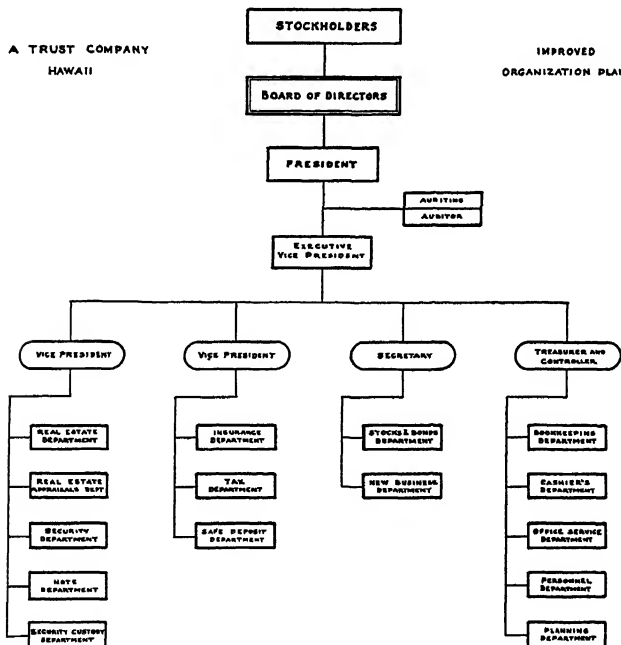 STOCKHOLDERS
A TRUST COMPANY
HAWAII
IMPROVED
ORGANIZATION PLAN
BOARD OF DIRECTORS
PRESIDENT
AUDITING
AUDITOR
EXECUTIVE
VICE PRESIDENT
VICE PRESIDENT
VICE PRESIDENT
SECRETARY
TREASURER AND
CONTROLLER
REAL ESTATE
DEPARTMENT
INSURANCE
DEPARTMENT
STOCKS & BONDS
DEPARTMENT
BOOKKEEPING
DEPARTMENT
REAL ESTATE
APPRAISALS DEPT
TAX
DEPARTMENT
NEW BUSINESS
DEPARTMENT
CASHIER'S
DEPARTMENT
SECURITY
DEPARTMENT
SAFE DEPOSIT
DEPARTMENT
OFFICE SERVICE
DEPARTMENT
NOTE
DEPARTMENT
PERSONNEL
DEPARTMENT
SECURITY CUSTODY
DEPARTMENT
PLANNING
DEPARTMENT